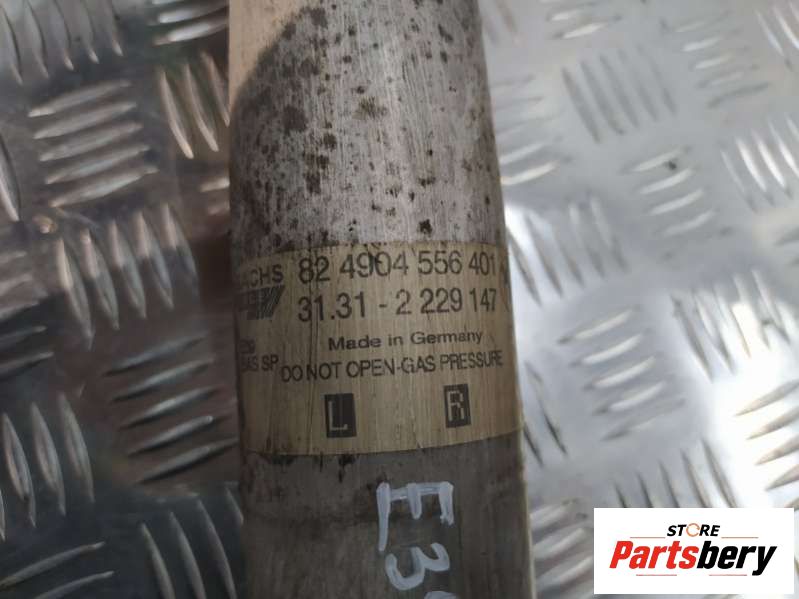 82 4904 556 401
31.31 - 2 229 147
Made in Germany
DO NOT OPEN-GAS PRESSURE
L R
STORE
Partsbery